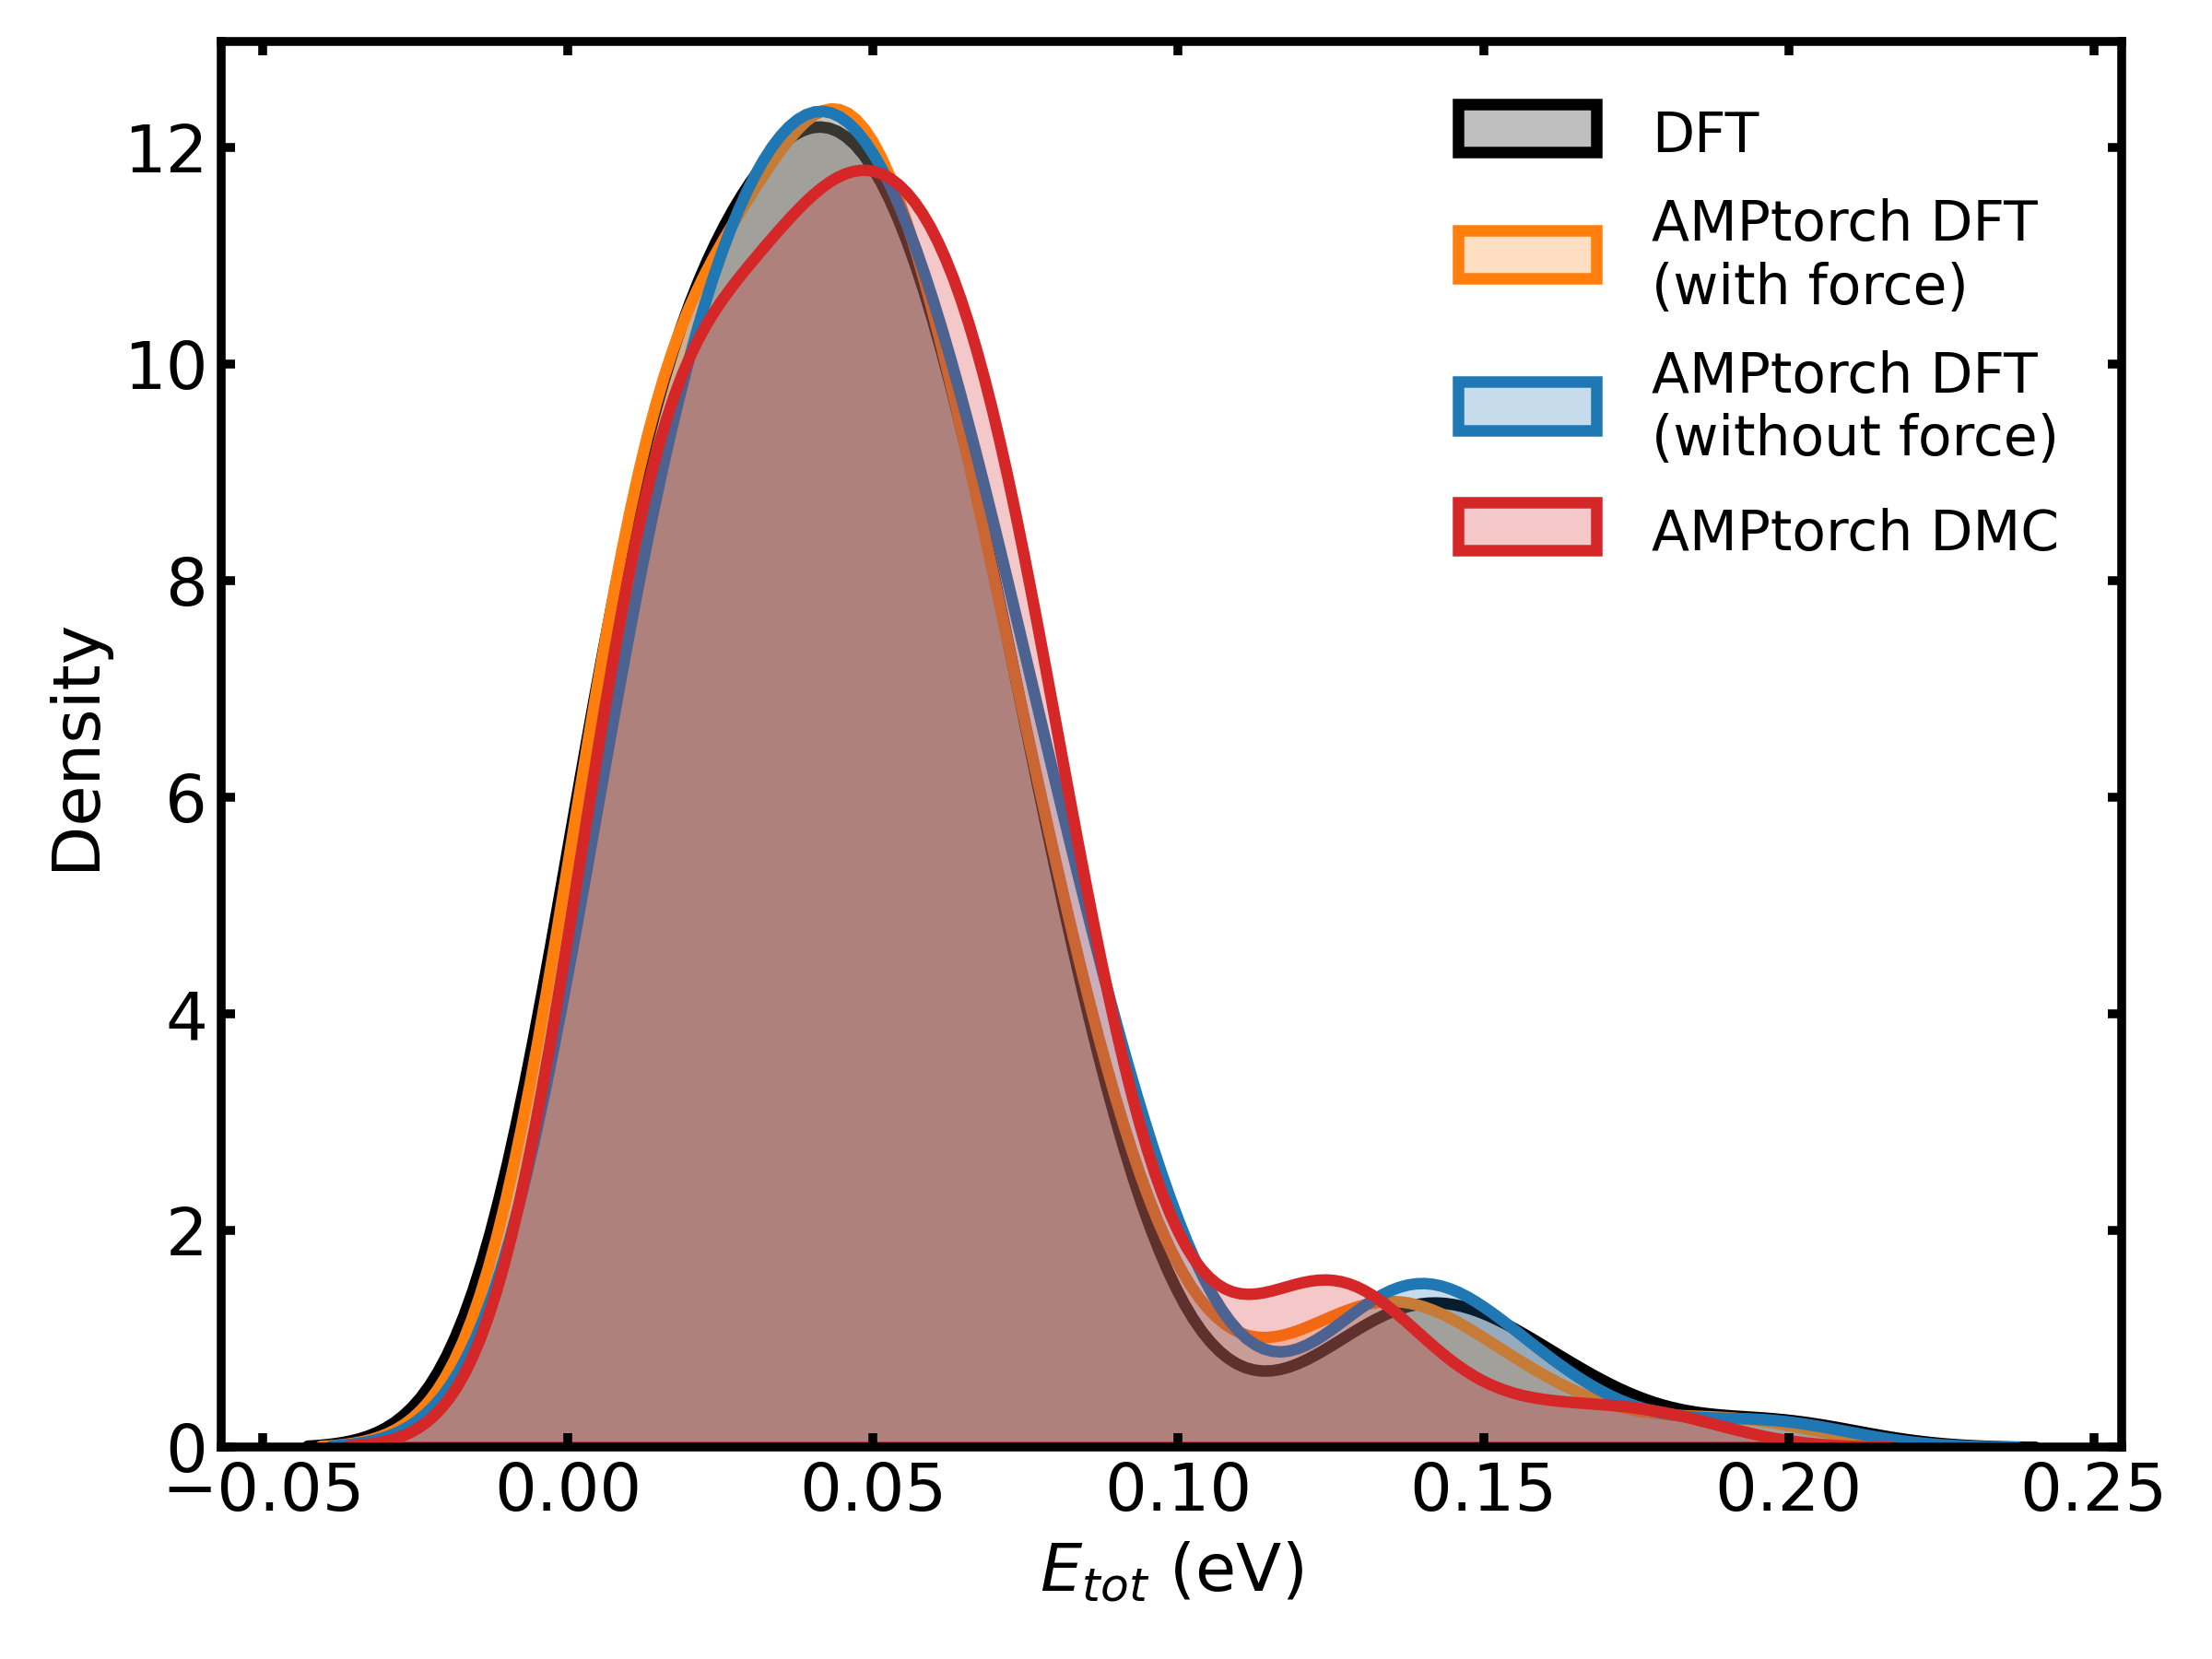 DFT
AMPtorch DFT
(with force)
AMPtorch DFT
(without force)
AMPtorch DMC
Density
12
10
8
6
4
2
0
−0.05 0.00 0.05 0.10 0.15 0.20 0.25
E_tot (eV)